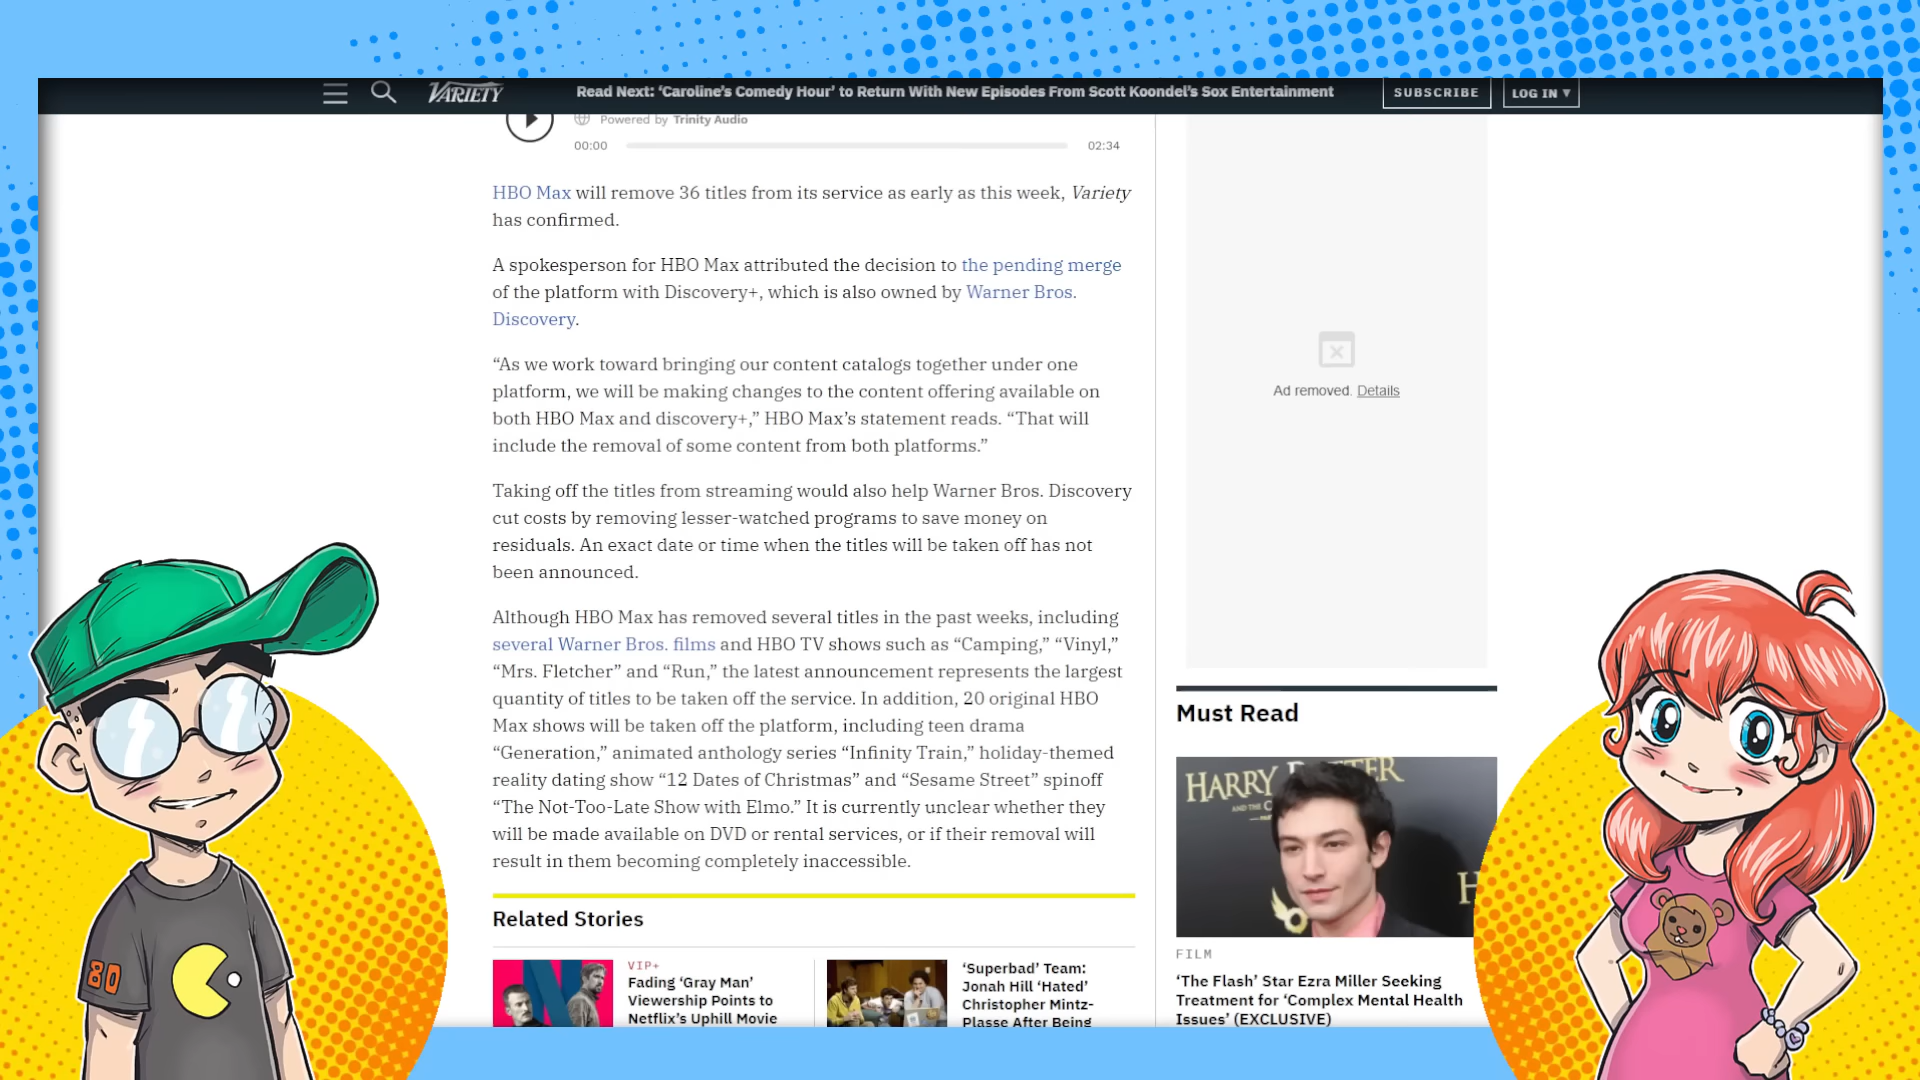 VARIETY
Read Next: ‘Caroline’s Comedy Hour’ to Return With New Episodes From Scott Koondel’s Sox Entertainment
SUBSCRIBE
LOG IN ▾
Powered by Trinity Audio
00:00
02:34
HBO Max will remove 36 titles from its service as early as this week, Variety
has confirmed.
A spokesperson for HBO Max attributed the decision to the pending merge
of the platform with Discovery+, which is also owned by Warner Bros.
Discovery.
“As we work toward bringing our content catalogs together under one
platform, we will be making changes to the content offering available on
both HBO Max and discovery+,” HBO Max’s statement reads. “That will
include the removal of some content from both platforms.”
Taking off the titles from streaming would also help Warner Bros. Discovery
cut costs by removing lesser-watched programs to save money on
residuals. An exact date or time when the titles will be taken off has not
been announced.
Although HBO Max has removed several titles in the past weeks, including
several Warner Bros. films and HBO TV shows such as “Camping,” “Vinyl,”
“Mrs. Fletcher” and “Run,” the latest announcement represents the largest
quantity of titles to be taken off the service. In addition, 20 original HBO
Max shows will be taken off the platform, including teen drama
“Generation,” animated anthology series “Infinity Train,” holiday-themed
reality dating show “12 Dates of Christmas” and “Sesame Street” spinoff
“The Not-Too-Late Show with Elmo.” It is currently unclear whether they
will be made available on DVD or rental services, or if their removal will
result in them becoming completely inaccessible.
Related Stories
VIP+
Fading ‘Gray Man’
Viewership Points to
Netflix’s Uphill Movie
‘Superbad’ Team:
Jonah Hill ‘Hated’
Christopher Mintz-
Plasse After Being
Ad removed. Details
Must Read
HARRY POTTER
AND THE
FILM
‘The Flash’ Star Ezra Miller Seeking
Treatment for ‘Complex Mental Health
Issues’ (EXCLUSIVE)
80